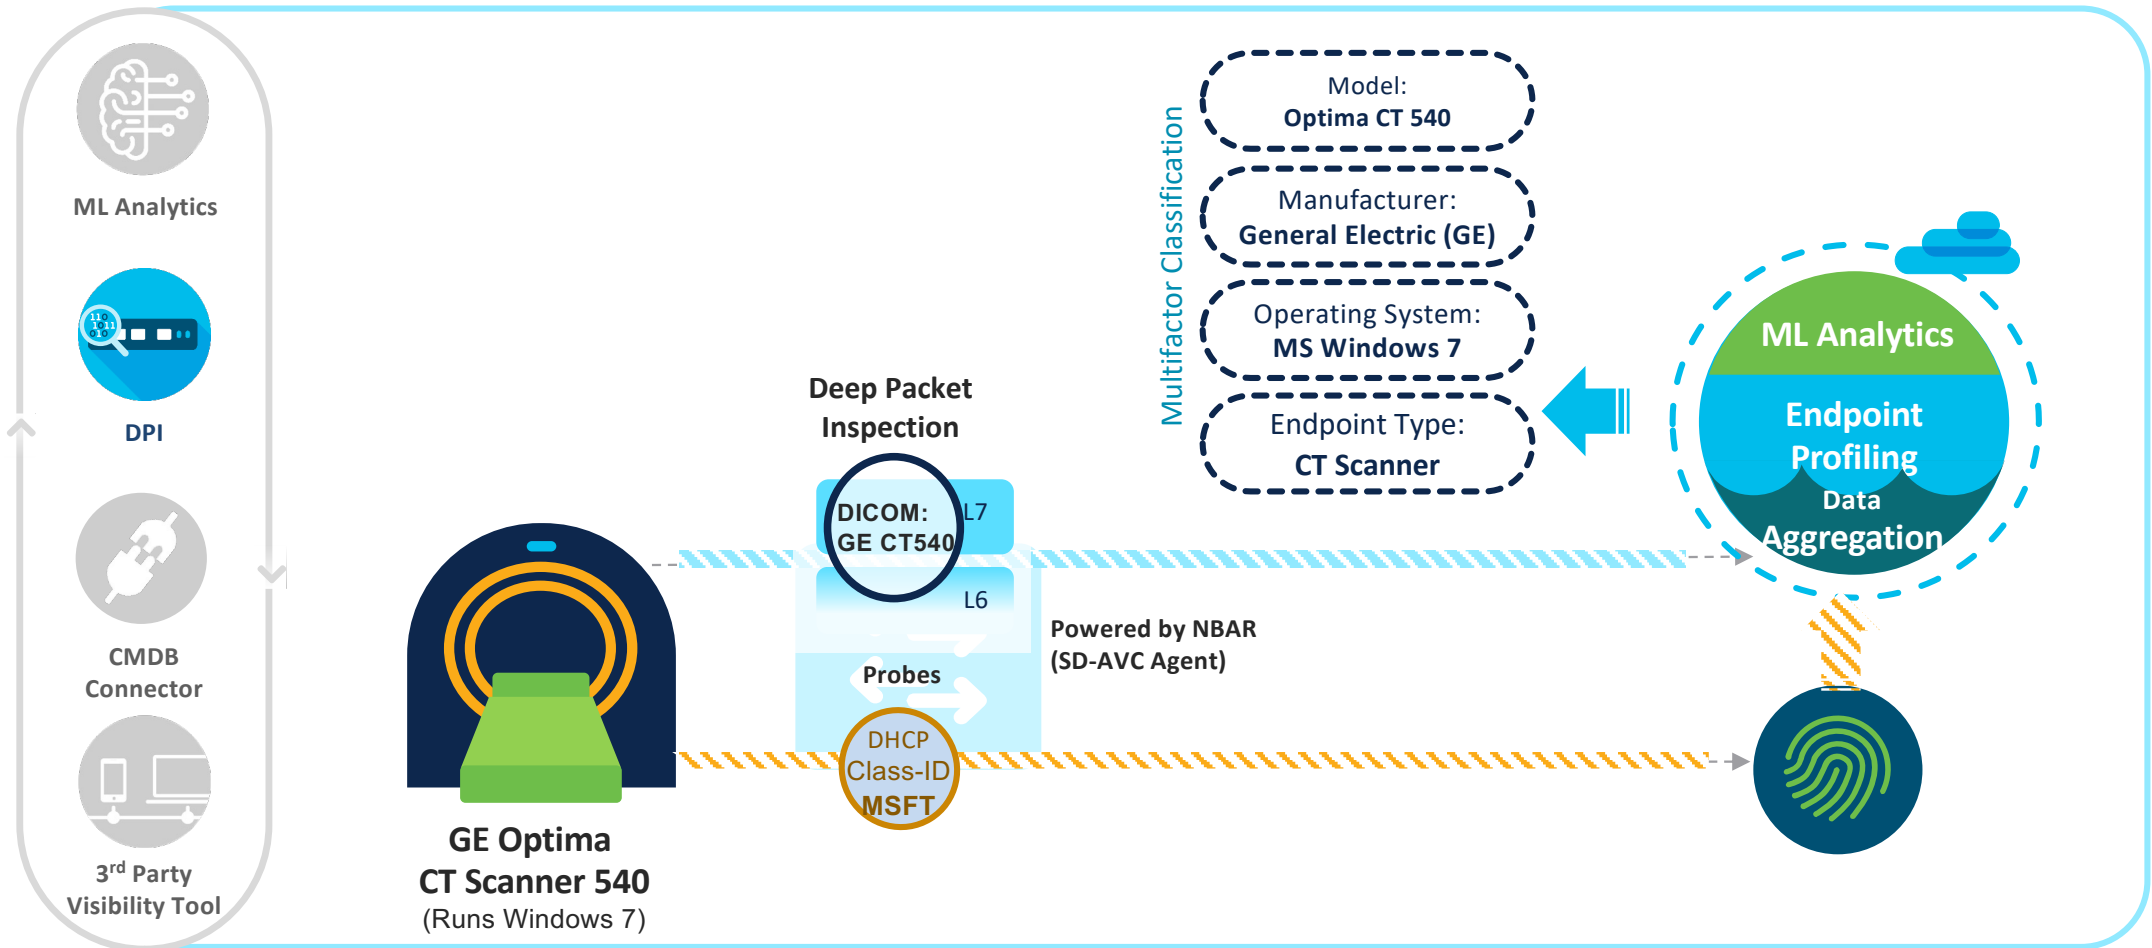 ML Analytics
DPI
CMDB
Connector
3rd Party
Visibility Tool
GE Optima
CT Scanner 540
(Runs Windows 7)
Deep Packet
Inspection
DICOM:
GE CT540
L7
L6
Probes
Powered by NBAR
(SD-AVC Agent)
DHCP
Class-ID
MSFT
Multifactor Classification
Model:
Optima CT 540
Manufacturer:
General Electric (GE)
Operating System:
MS Windows 7
Endpoint Type:
CT Scanner
ML Analytics
Endpoint
Profiling
Data
Aggregation